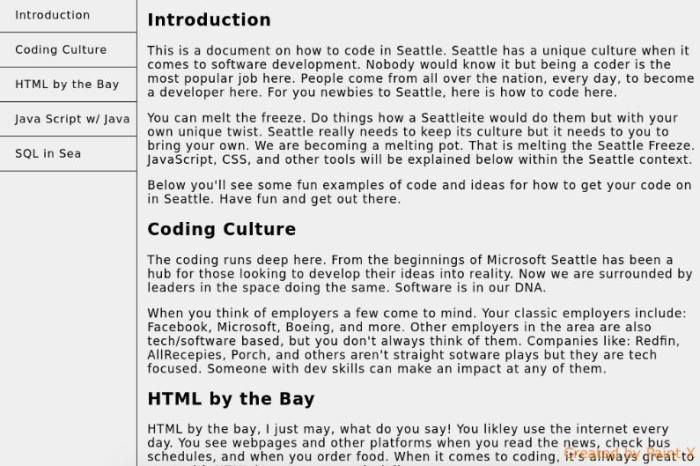 Introduction
Coding Culture
HTML by the Bay
Java Script w/ Java
SQL in Sea
Introduction
This is a document on how to code in Seattle. Seattle has a unique culture when it
comes to software development. Nobody would know it but being a coder is the
most popular job here. People come from all over the nation, every day, to become
a developer here. For you newbies to Seattle, here is how to code here.
You can melt the freeze. Do things how a Seattleite would do them but with your
own unique twist. Seattle really needs to keep its culture but it needs to you to
bring your own. We are becoming a melting pot. That is melting the Seattle Freeze.
JavaScript, CSS, and other tools will be explained below within the Seattle context.
Below you'll see some fun examples of code and ideas for how to get your code on
in Seattle. Have fun and get out there.
Coding Culture
The coding runs deep here. From the beginnings of Microsoft Seattle has been a
hub for those looking to develop their ideas into reality. Now we are surrounded by
leaders in the space doing the same. Software is in our DNA.
When you think of employers a few come to mind. Your classic employers include:
Facebook, Microsoft, Boeing, and more. Other employers in the area are also
tech/software based, but you don't always think of them. Companies like: Redfin,
AllRecepies, Porch, and others aren't straight sotware plays but they are tech
focused. Someone with dev skills can make an impact at any of them.
HTML by the Bay
HTML by the bay, I just may, what do you say! You likley use the internet every
day. You see webpages and other platforms when you read the news, check bus
schedules, and when you order food. When it comes to coding, it's allways great to
Created by Paint X